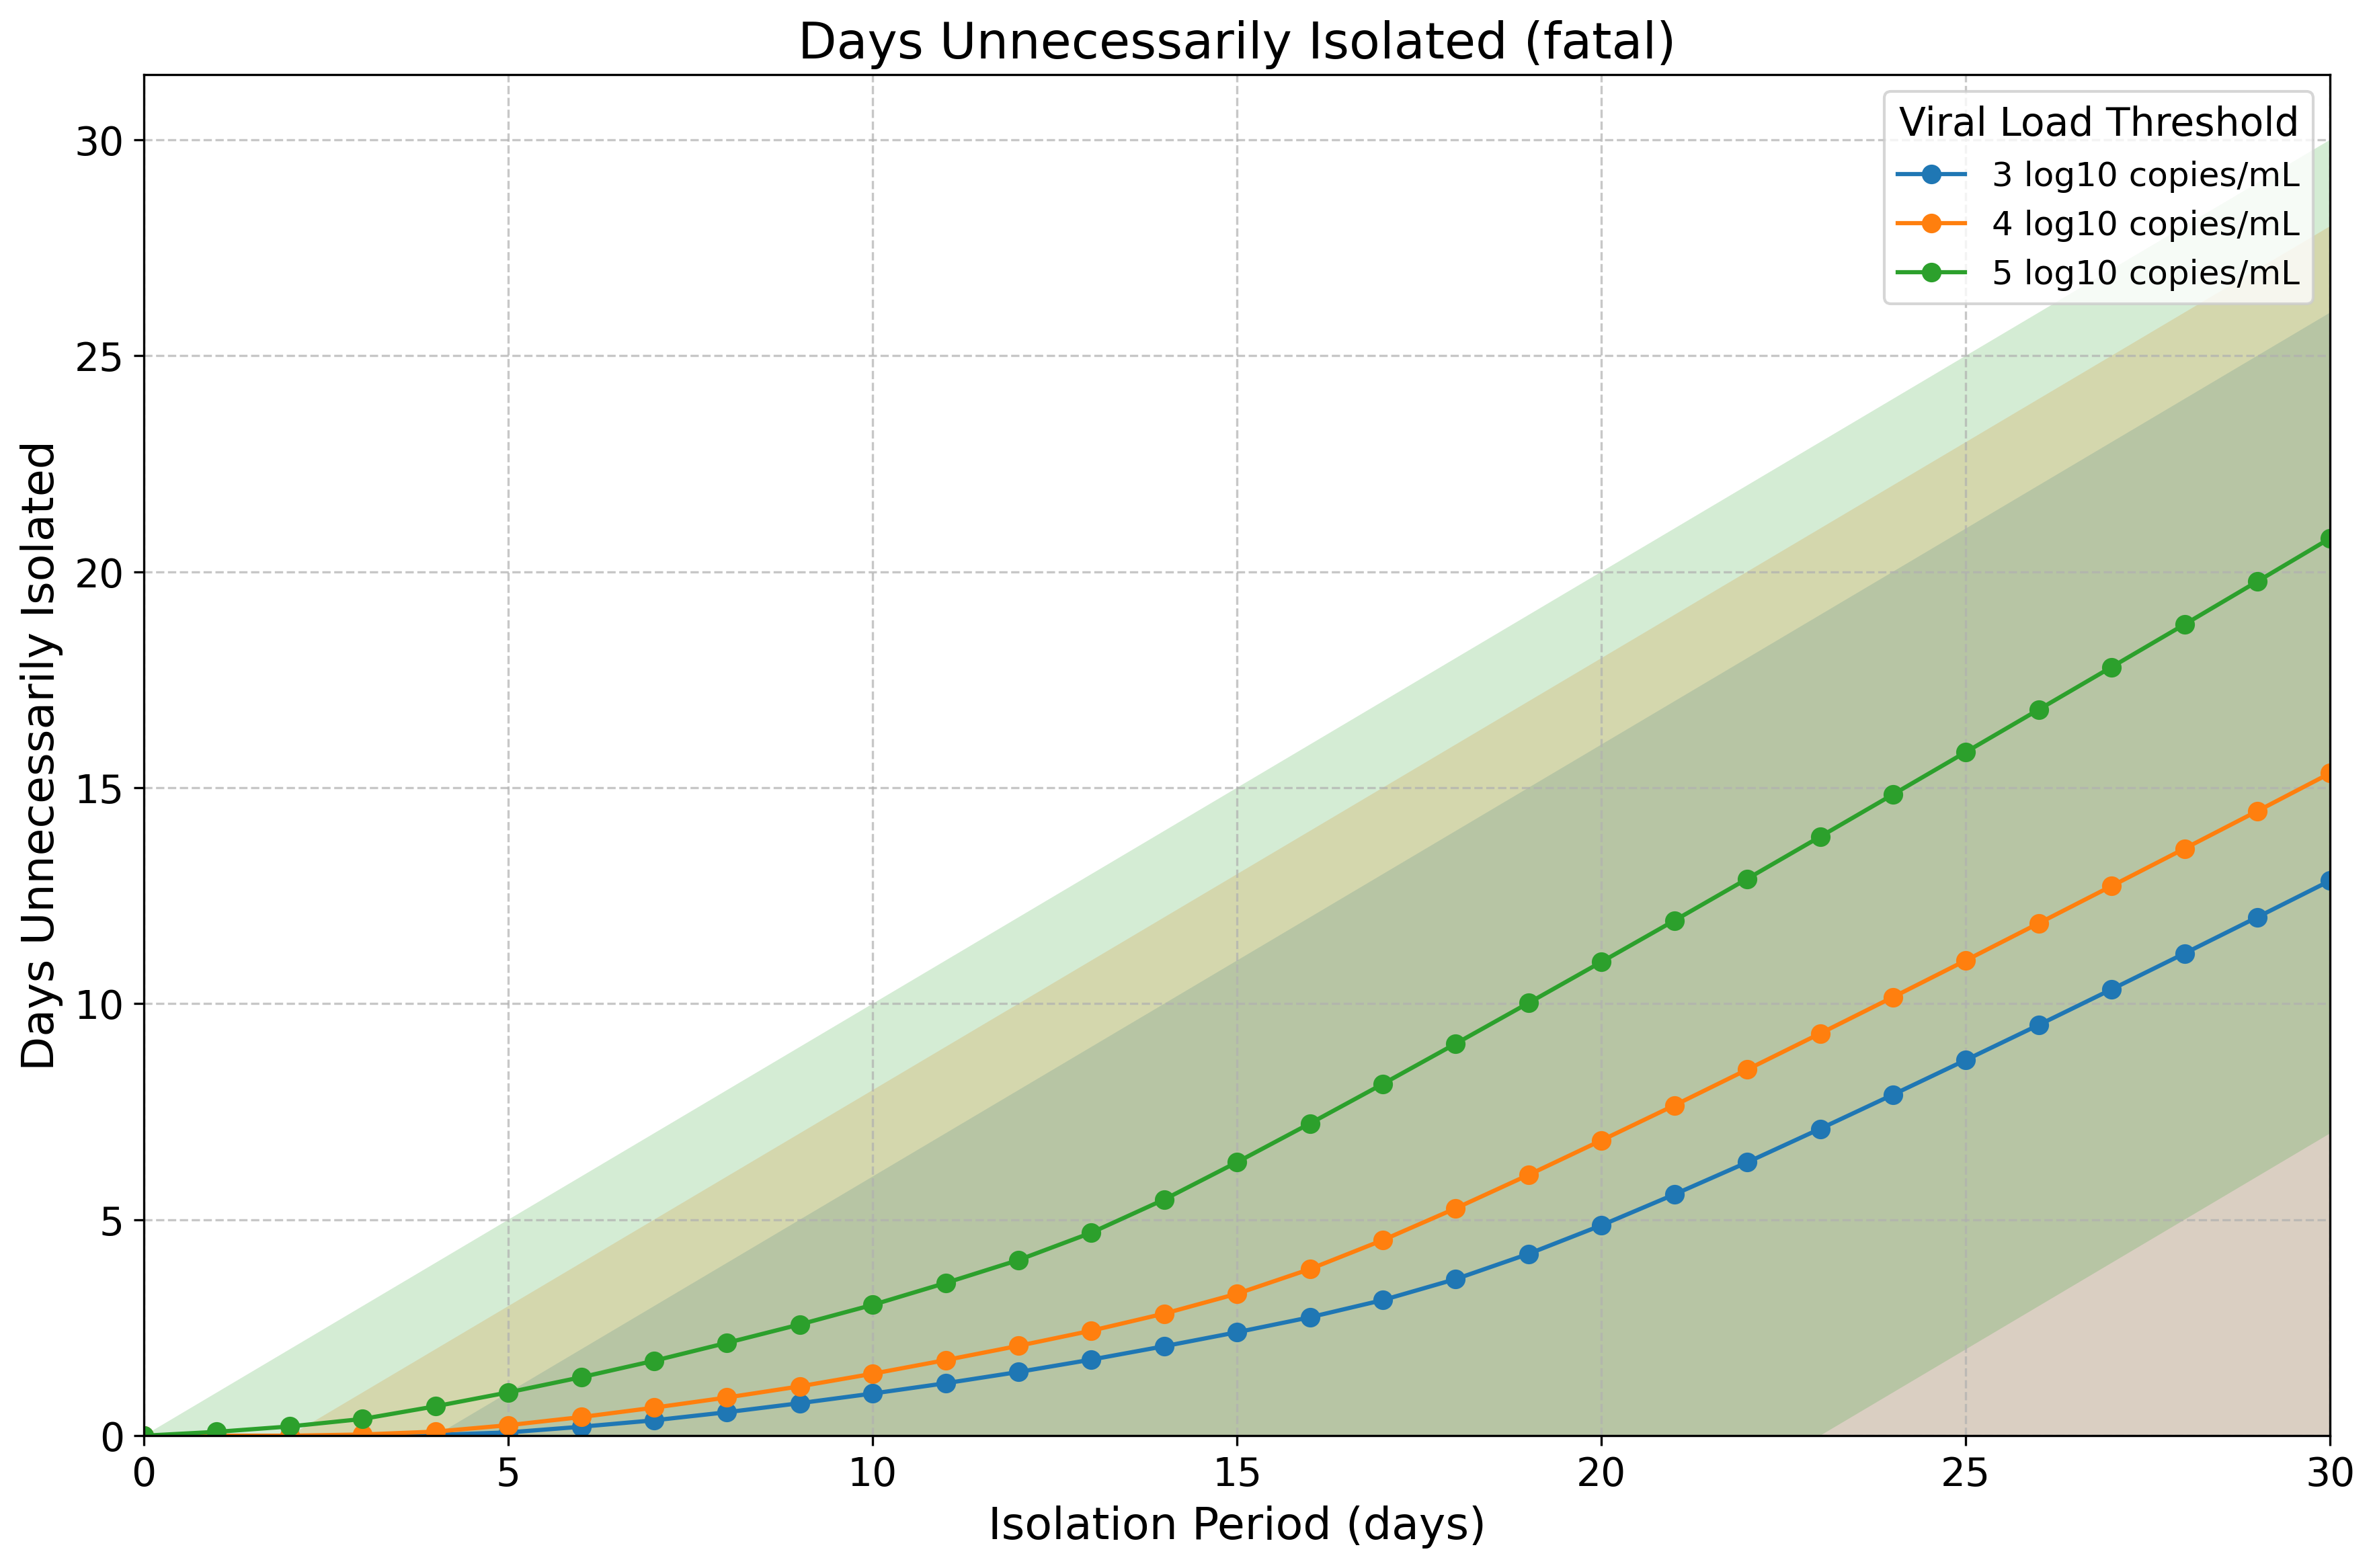 Days Unnecessarily Isolated (fatal)
Viral Load Threshold
3 log10 copies/mL
4 log10 copies/mL
5 log10 copies/mL
Days Unnecessarily Isolated
30
25
20
15
10
5
0
0 5 10 15 20 25 30
Isolation Period (days)